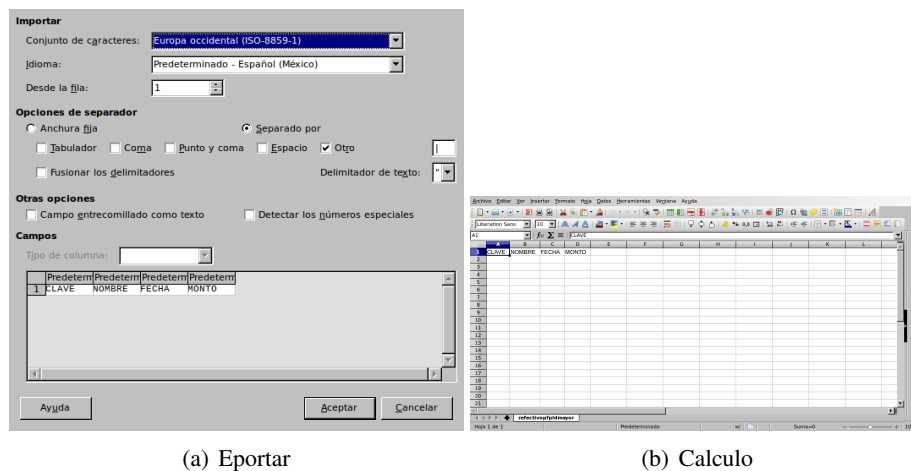 Importar
Conjunto de caracteres: Europa occidental (ISO-8859-1)
Idioma: Predeterminado - Español (México)
Desde la fila: 1
Opciones de separador
Anchura fija Separado por
Tabulador Coma Punto y coma Espacio Otro |
Fusionar los delimitadores Delimitador de texto: "
Otras opciones
Campo entrecomillado como texto Detectar los números especiales
Campos
Tipo de columna:
Predeterm Predeterm Predeterm Predeterm
1 CLAVE NOMBRE FECHA MONTO
Ayuda Aceptar Cancelar
(a) Eportar
Archivo Editar Ver Insertar Formato Hoja Datos Herramientas Ventana Ayuda
Liberation Sans 10
A1 CLAVE
A B C D E F G H I J K L
1 CLAVE NOMBRE FECHA MONTO
2
3
4
5
6
7
8
9
10
11
12
13
14
15
16
17
18
19
20
21
refectivopfpldmayor
Hoja 1 de 1 Predeterminado Suma=0
(b) Calculo